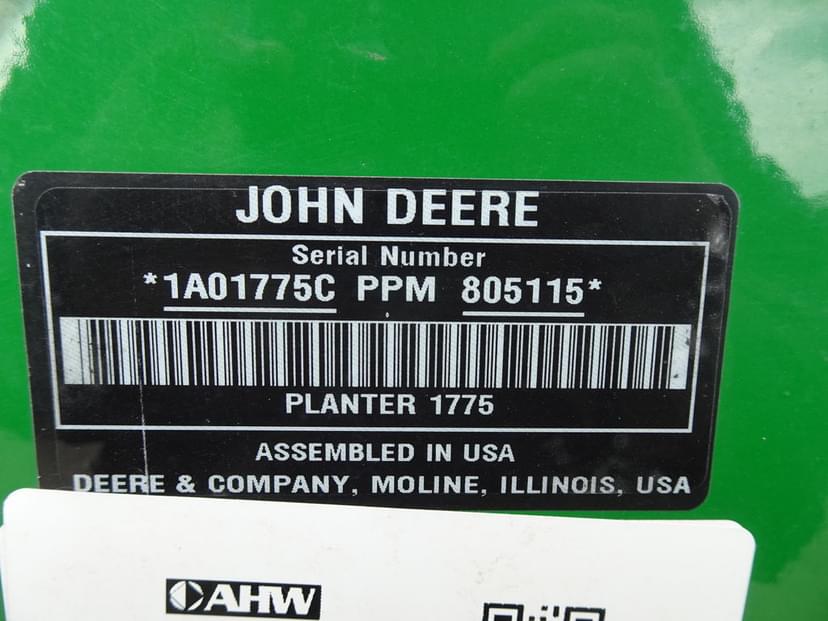 JOHN DEERE
Serial Number
*1A01775C PPM 805115*
PLANTER 1775
ASSEMBLED IN USA
DEERE & COMPANY, MOLINE, ILLINOIS, USA
AHW